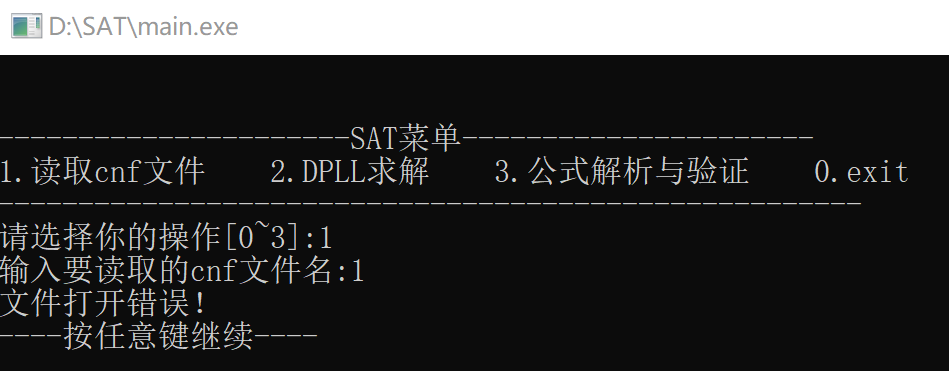 D:\SAT\main.exe
----------------------SAT菜单----------------------
1.读取cnf文件    2.DPLL求解    3.公式解析与验证    0.exit
------------------------------------------------------
请选择你的操作[0~3]:1
输入要读取的cnf文件名:1
文件打开错误!
----按任意键继续----